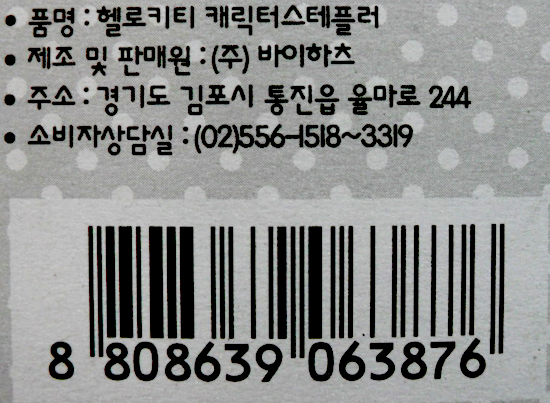 • 품명 : 헬로키티 캐릭터스테플러
• 제조 및 판매원 : (주) 바이하츠
• 주소 : 경기도 김포시 통진읍 율마로 244
• 소비자상담실 : (02)556-1518~3319
8 808639 063876